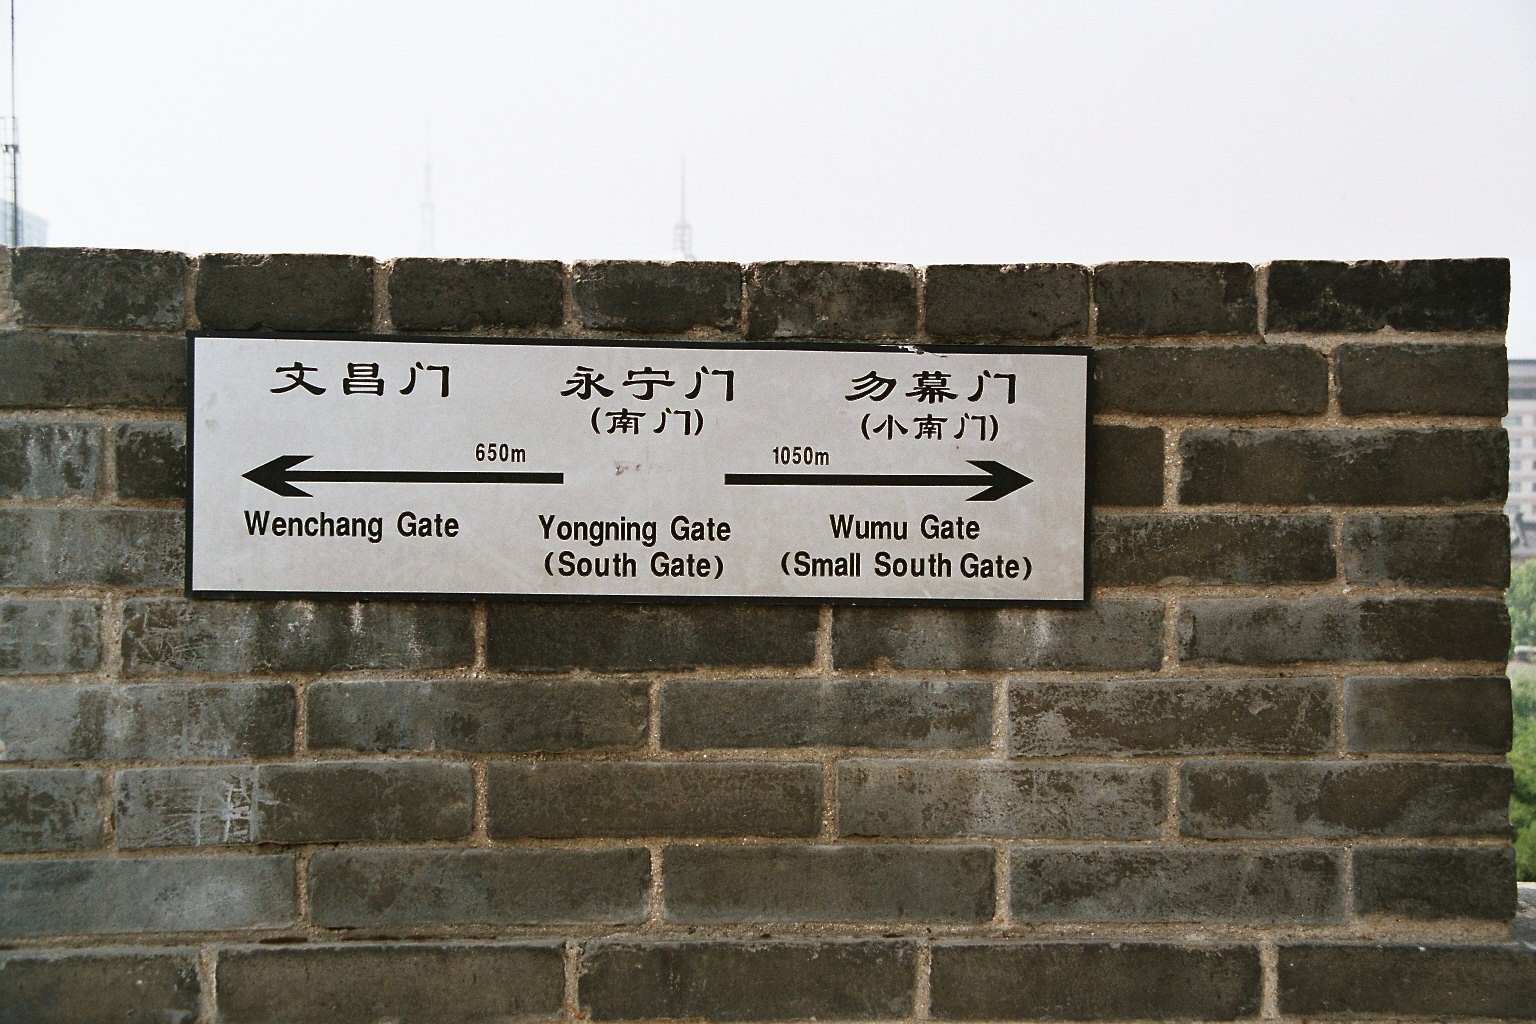 文昌门 永宁门 勿幕门
(南门) (小南门)
650m 1050m
Wenchang Gate Yongning Gate Wumu Gate
(South Gate) (Small South Gate)